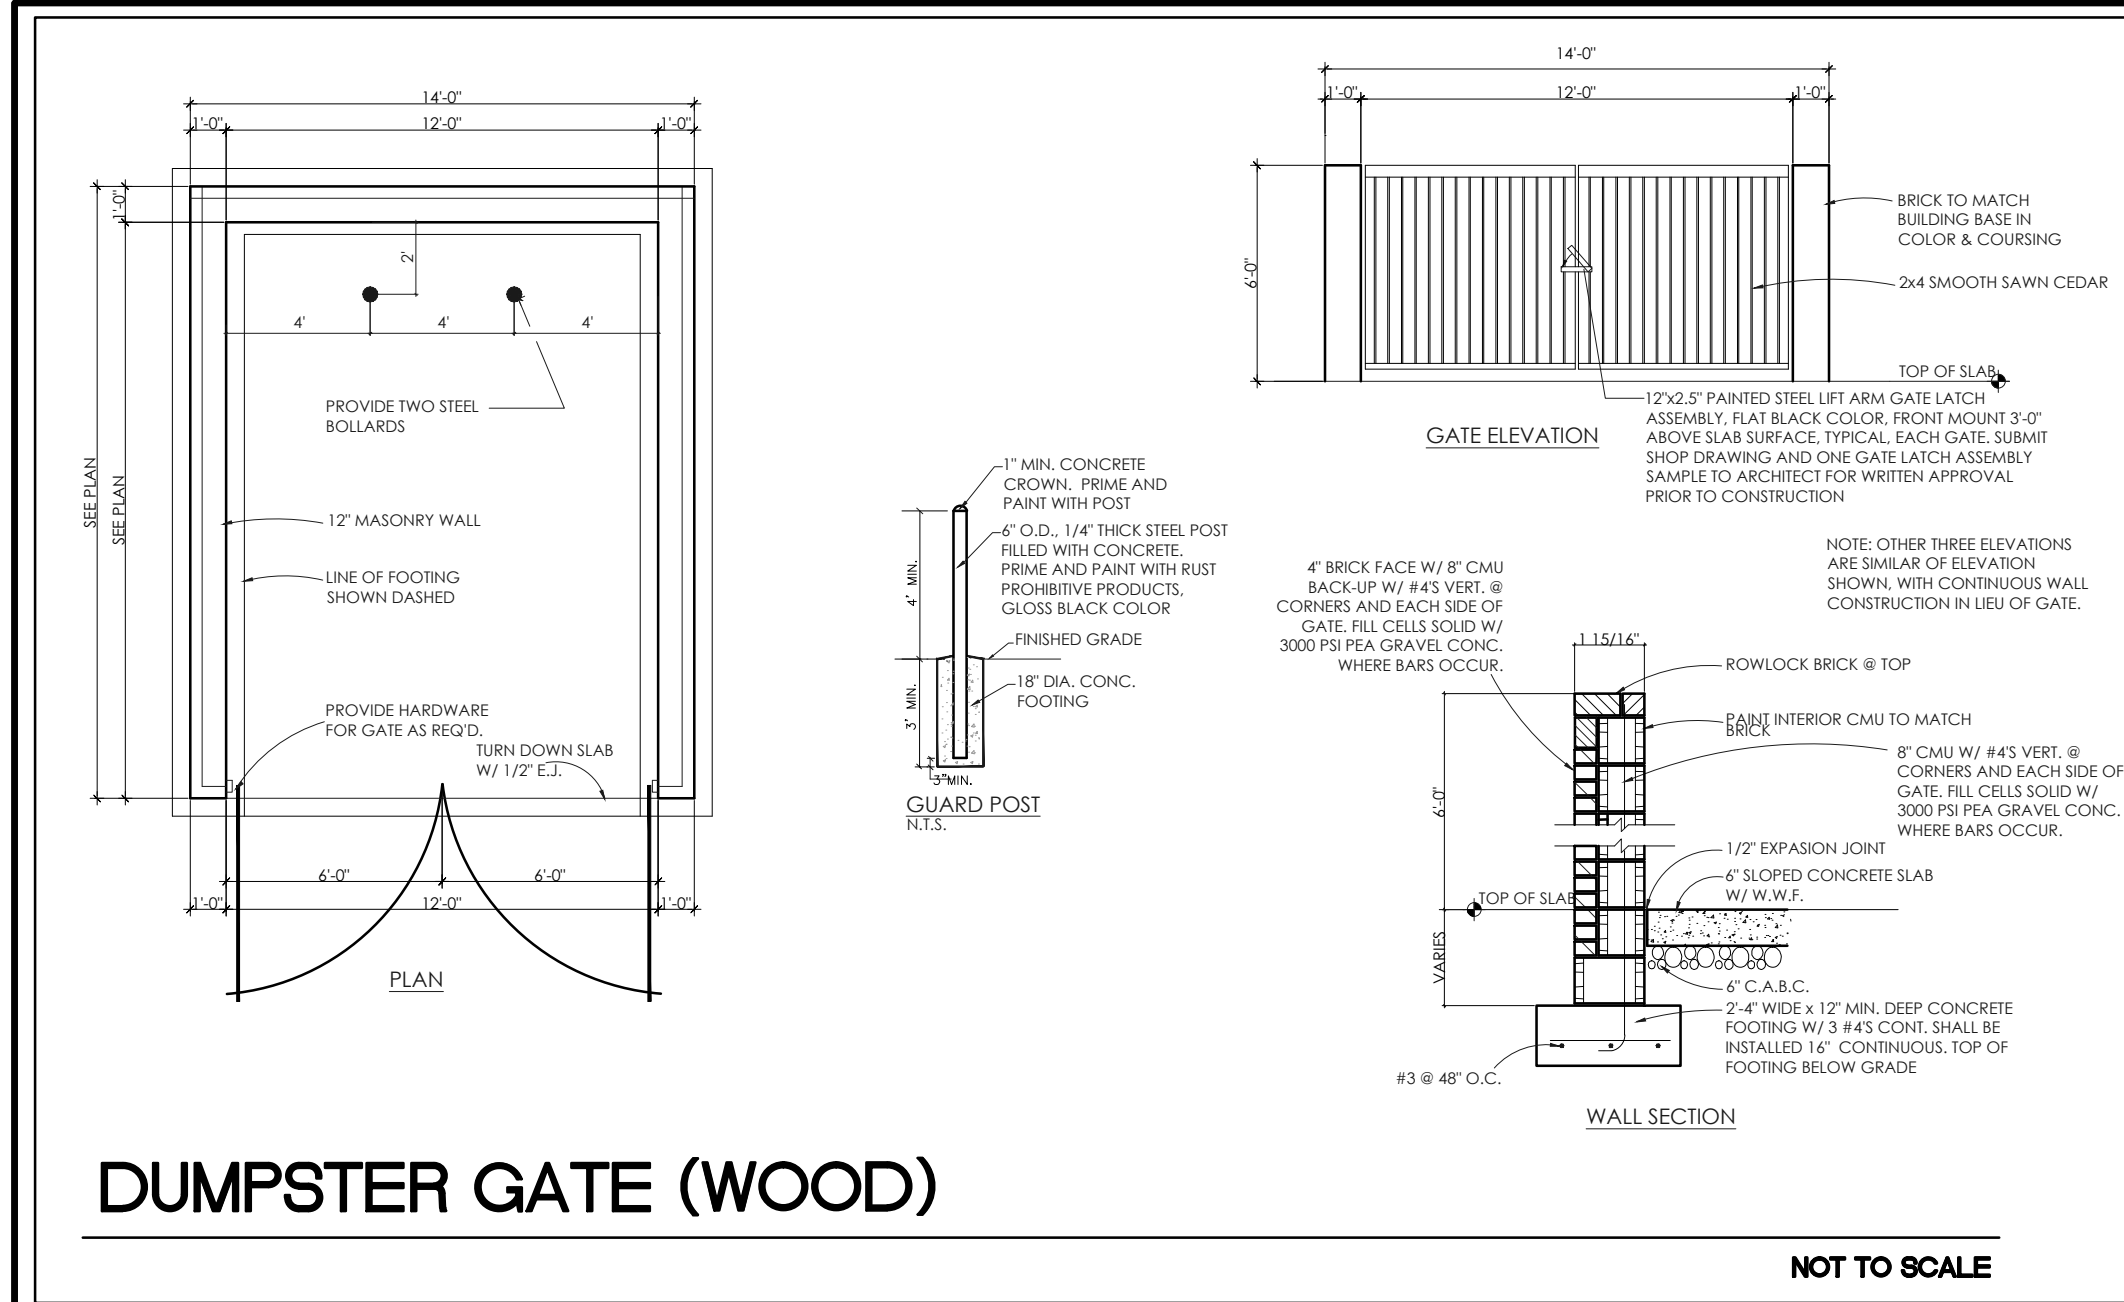 14'-0"
1'-0"
12'-0"
1'-0"
1'-0"
2'
4'
4'
4'
PROVIDE TWO STEEL
BOLLARDS
SEE PLAN
SEE PLAN
12" MASONRY WALL
LINE OF FOOTING
SHOWN DASHED
PROVIDE HARDWARE
FOR GATE AS REQ'D.
TURN DOWN SLAB
W/ 1/2" E.J.
6'-0"
6'-0"
1'-0"
12'-0"
1'-0"
PLAN
1" MIN. CONCRETE
CROWN. PRIME AND
PAINT WITH POST
6" O.D., 1/4" THICK STEEL POST
FILLED WITH CONCRETE.
PRIME AND PAINT WITH RUST
PROHIBITIVE PRODUCTS,
GLOSS BLACK COLOR
4' MIN.
FINISHED GRADE
18" DIA. CONC.
FOOTING
3' MIN.
3"MIN.
GUARD POST
N.T.S.
14'-0"
1'-0"
12'-0"
1'-0"
6'-0"
BRICK TO MATCH
BUILDING BASE IN
COLOR & COURSING
2x4 SMOOTH SAWN CEDAR
TOP OF SLAB
12"x2.5" PAINTED STEEL LIFT ARM GATE LATCH
ASSEMBLY, FLAT BLACK COLOR, FRONT MOUNT 3'-0"
ABOVE SLAB SURFACE, TYPICAL, EACH GATE. SUBMIT
SHOP DRAWING AND ONE GATE LATCH ASSEMBLY
SAMPLE TO ARCHITECT FOR WRITTEN APPROVAL
PRIOR TO CONSTRUCTION
GATE ELEVATION
NOTE: OTHER THREE ELEVATIONS
ARE SIMILAR OF ELEVATION
SHOWN, WITH CONTINUOUS WALL
CONSTRUCTION IN LIEU OF GATE.
4" BRICK FACE W/ 8" CMU
BACK-UP W/ #4'S VERT. @
CORNERS AND EACH SIDE OF
GATE. FILL CELLS SOLID W/
3000 PSI PEA GRAVEL CONC.
WHERE BARS OCCUR.
1 15/16"
ROWLOCK BRICK @ TOP
PAINT INTERIOR CMU TO MATCH
BRICK
8" CMU W/ #4'S VERT. @
CORNERS AND EACH SIDE OF
GATE. FILL CELLS SOLID W/
3000 PSI PEA GRAVEL CONC.
WHERE BARS OCCUR.
6'-0"
1/2" EXPASION JOINT
6" SLOPED CONCRETE SLAB
W/ W.W.F.
TOP OF SLAB
VARIES
6" C.A.B.C.
2'-4" WIDE x 12" MIN. DEEP CONCRETE
FOOTING W/ 3 #4'S CONT. SHALL BE
INSTALLED 16" CONTINUOUS. TOP OF
FOOTING BELOW GRADE
#3 @ 48" O.C.
WALL SECTION
DUMPSTER GATE (WOOD)
NOT TO SCALE